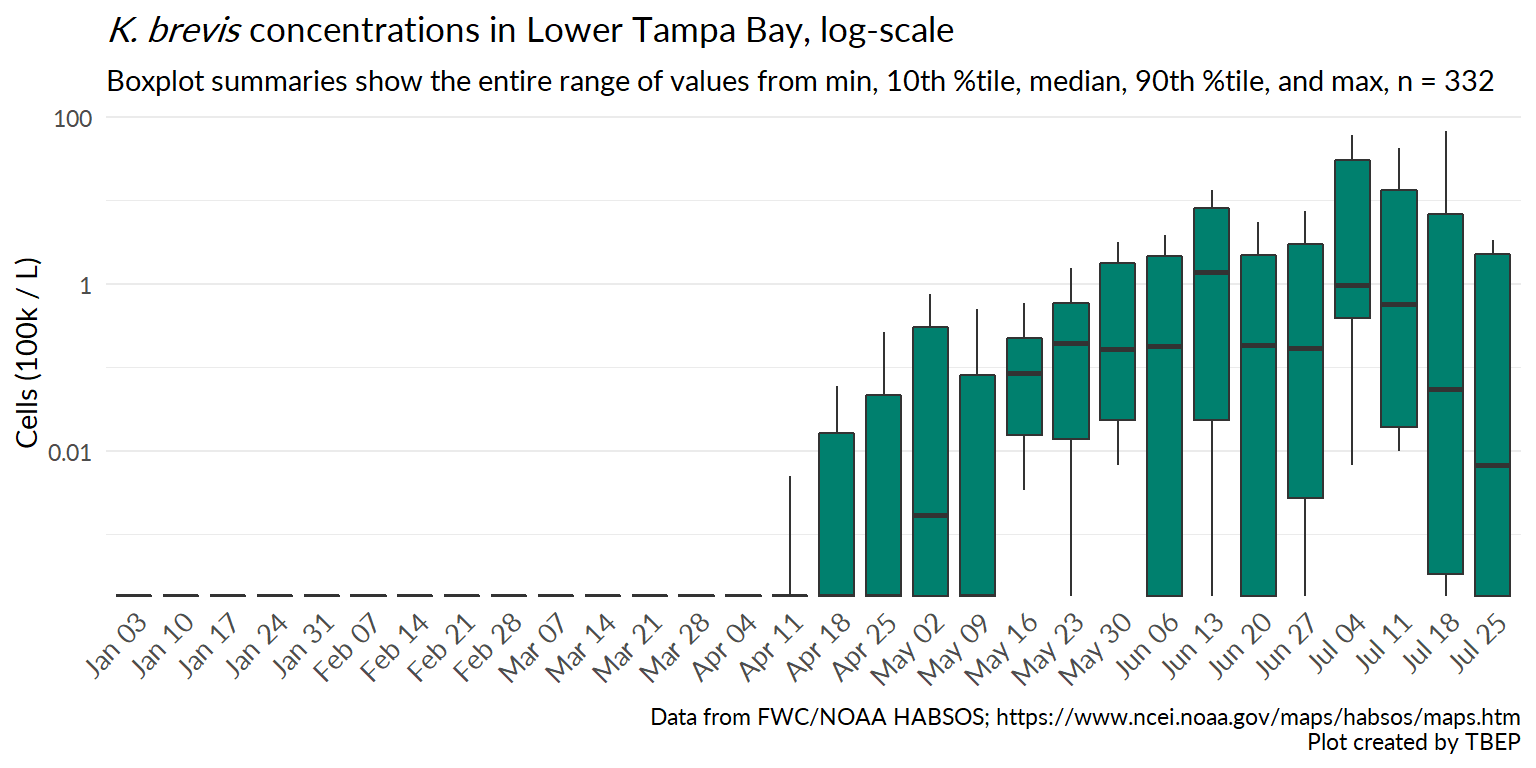 K. brevis concentrations in Lower Tampa Bay, log-scale
Boxplot summaries show the entire range of values from min, 10th %tile, median, 90th %tile, and max, n = 332
100
1
0.01
Cells (100k / L)
Jan 03
Jan 10
Jan 17
Jan 24
Jan 31
Feb 07
Feb 14
Feb 21
Feb 28
Mar 07
Mar 14
Mar 21
Mar 28
Apr 04
Apr 11
Apr 18
Apr 25
May 02
May 09
May 16
May 23
May 30
Jun 06
Jun 13
Jun 20
Jun 27
Jul 04
Jul 11
Jul 18
Jul 25
Data from FWC/NOAA HABSOS; https://www.ncei.noaa.gov/maps/habsos/maps.htm
Plot created by TBEP